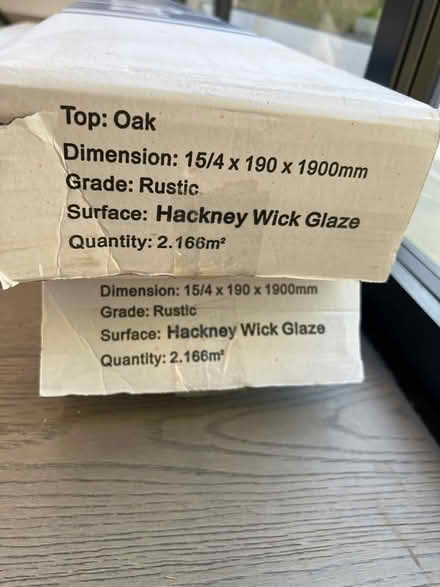 Top: Oak
Dimension: 15/4 x 190 x 1900mm
Grade: Rustic
Surface: Hackney Wick Glaze
Quantity: 2.166m²
Dimension: 15/4 x 190 x 1900mm
Grade: Rustic
Surface: Hackney Wick Glaze
Quantity: 2.166m²